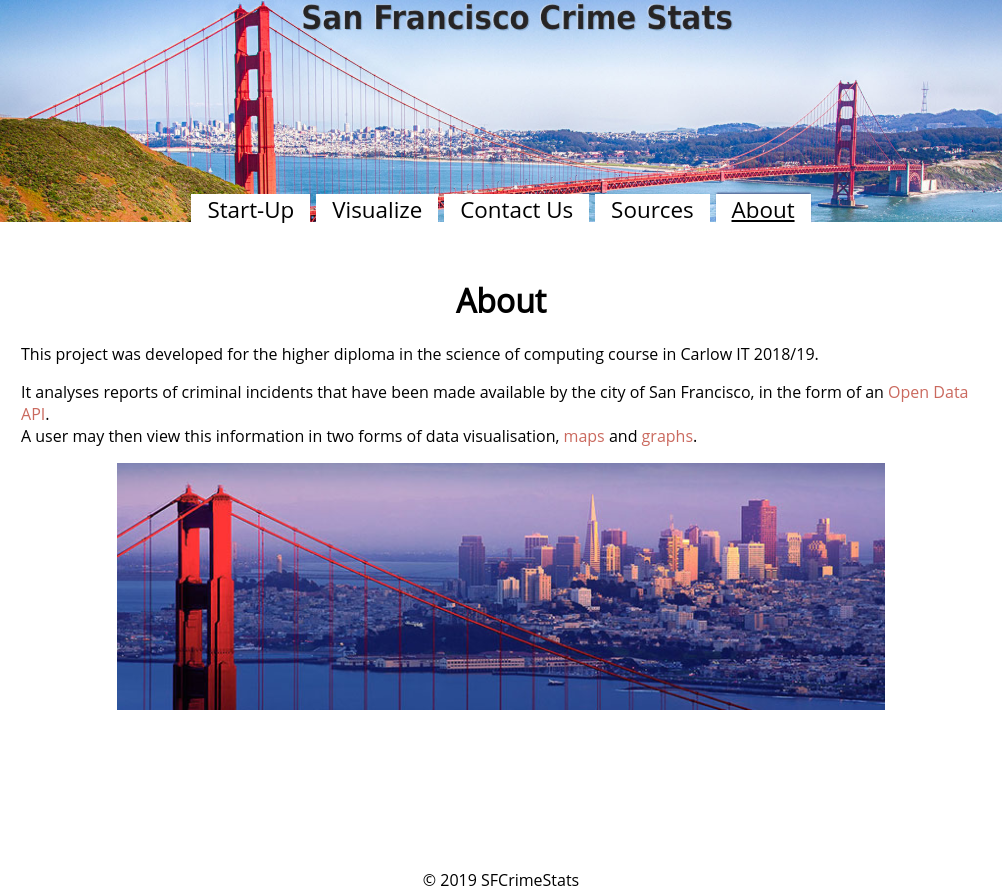 San Francisco Crime Stats
Start-Up Visualize Contact Us Sources About
About
This project was developed for the higher diploma in the science of computing course in Carlow IT 2018/19.
It analyses reports of criminal incidents that have been made available by the city of San Francisco, in the form of an Open Data
API.
A user may then view this information in two forms of data visualisation, maps and graphs.
© 2019 SFCrimeStats